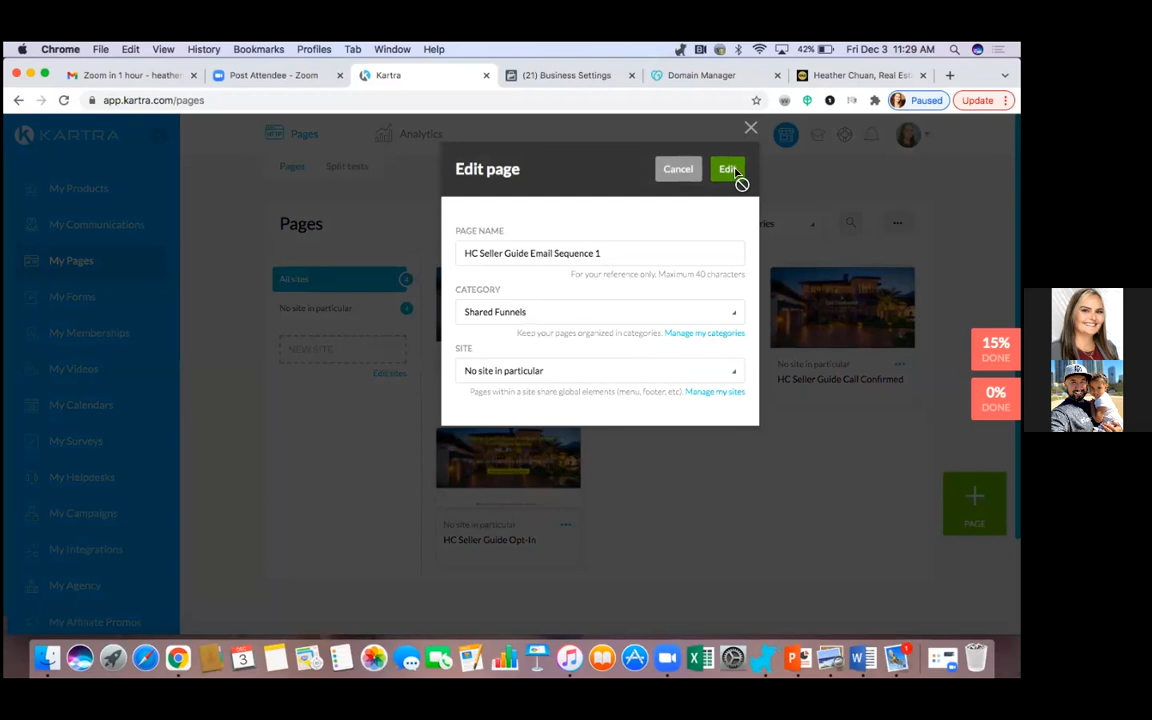 Chrome File Edit View History Bookmarks Profiles Tab Window Help 42% Fri Dec 3 11:29 AM
Zoom in 1 hour - heather Post Attendee - Zoom Kartra (21) Business Settings Domain Manager Heather Chuan, Real Est
app.kartra.com/pages Paused Update
KARTRA Pages Analytics
Pages Split tests
Edit page Cancel Edit
My Products
My Communications
My Pages
My Forms
My Memberships
My Videos
My Calendars
My Surveys
My Helpdesks
My Campaigns
My Integrations
My Agency
My Affiliate Promos
Pages
All sites
No site in particular
NEW SITE
Edit sites
PAGE NAME
HC Seller Guide Email Sequence 1
For your reference only. Maximum 40 characters
CATEGORY
Shared Funnels
Keep your pages organized in categories. Manage my categories
SITE
No site in particular
Pages within a site share global elements (menu, footer, etc). Manage my sites
No site in particular
HC Seller Guide Call Confirmed
No site in particular
HC Seller Guide Opt-In
PAGE
15%
DONE
0%
DONE